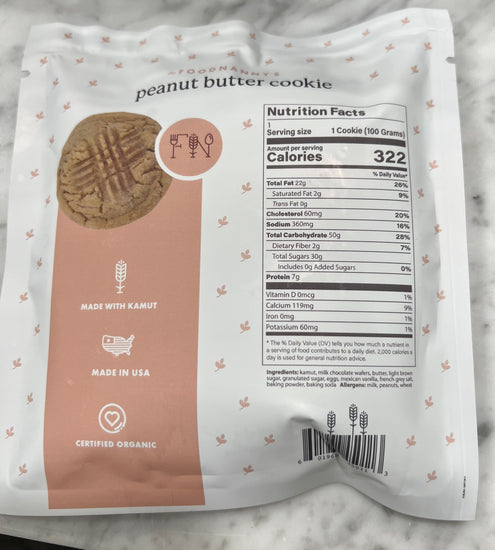 the FOODNANNY'S
peanut butter cookie
FN
MADE WITH KAMUT
MADE IN USA
CERTIFIED ORGANIC
Nutrition Facts
1
Serving size 1 Cookie (100 Grams)
Amount per serving
Calories 322
% Daily Value*
Total Fat 22g 26%
Saturated Fat 2g 9%
Trans Fat 0g
Cholesterol 60mg 20%
Sodium 360mg 16%
Total Carbohydrate 50g 28%
Dietary Fiber 2g 7%
Total Sugars 30g
Includes 0g Added Sugars 0%
Protein 7g
Vitamin D 0mcg 1%
Calcium 119mg 9%
Iron 0mg 1%
Potassium 60mg 1%
* The % Daily Value (DV) tells you how much a nutrient in
a serving of food contributes to a daily diet. 2,000 calories a
day is used for general nutrition advice.
Ingredients: kamut, milk chocolate wafers, butter, light brown
sugar, granulated sugar, eggs, mexican vanilla, french grey salt,
baking powder, baking soda Allergens: milk, peanuts, wheat